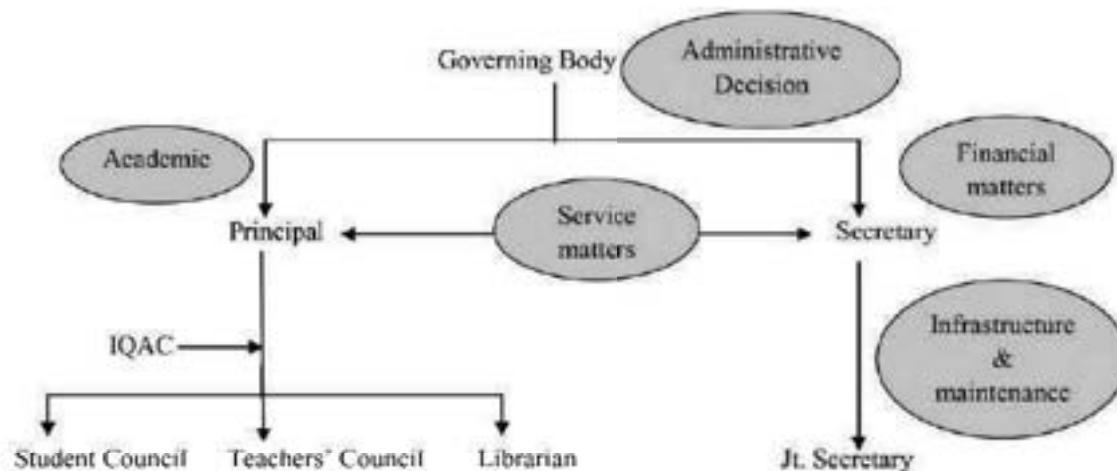 Governing Body
Administrative
Decision
Academic
Financial
matters
Principal
Service
matters
Secretary
IQAC
Infrastructure
&
maintenance
Student Council
Teachers' Council
Librarian
Jt. Secretary